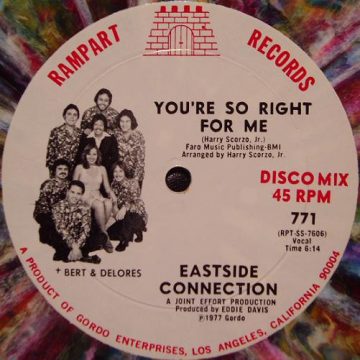 RAMPART RECORDS
YOU'RE SO RIGHT
FOR ME
(Harry Scorzo, Jr.)
Faro Music Publishing-BMI
Arranged by Harry Scorzo, Jr.
DISCO MIX
45 RPM
771
(RPT-SS-7606)
Vocal
Time 6:14
+ BERT & DELORES
EASTSIDE
CONNECTION
A JOINT EFFORT PRODUCTION
Produced by EDDIE DAVIS
℗1977 Gordo
A PRODUCT OF GORDO ENTERPRISES, LOS ANGELES, CALIFORNIA 90004